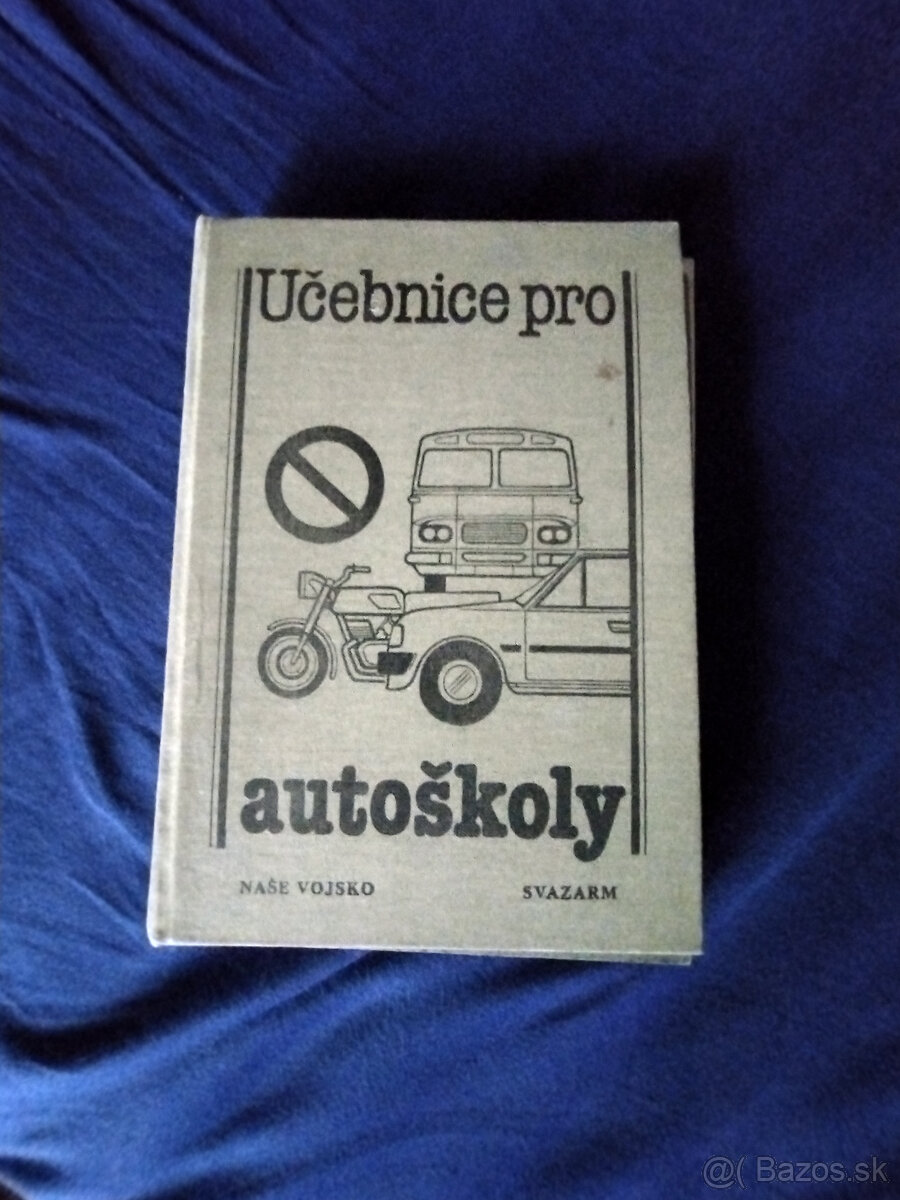 Učebnice pro
autoškoly
NAŠE VOJSKO
SVAZARM
@( Bazos.sk